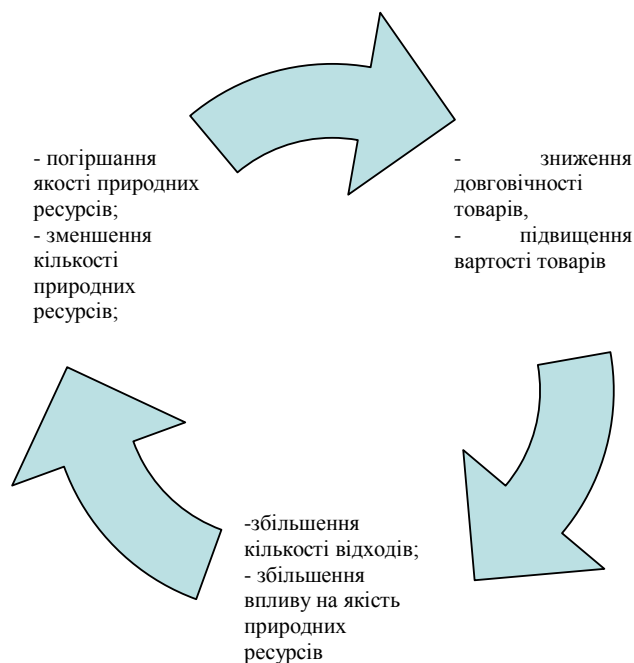 - погіршання
якості природних
ресурсів;
- зменшення
кількості
природних
ресурсів;
- зниження
довговічності
товарів,
- підвищення
вартості товарів
-збільшення
кількості відходів;
- збільшення
впливу на якість
природних
ресурсів